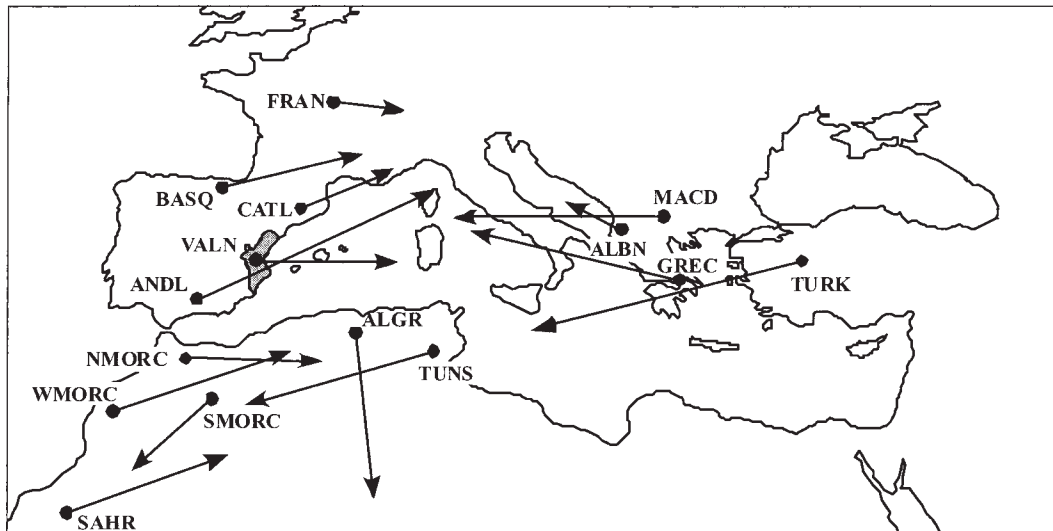 FRAN
BASQ
CATL
MACD
VALN
ALBN
GREC
ANDL
TURK
ALGR
NMORC
TUNS
WMORC
SMORC
SAHR